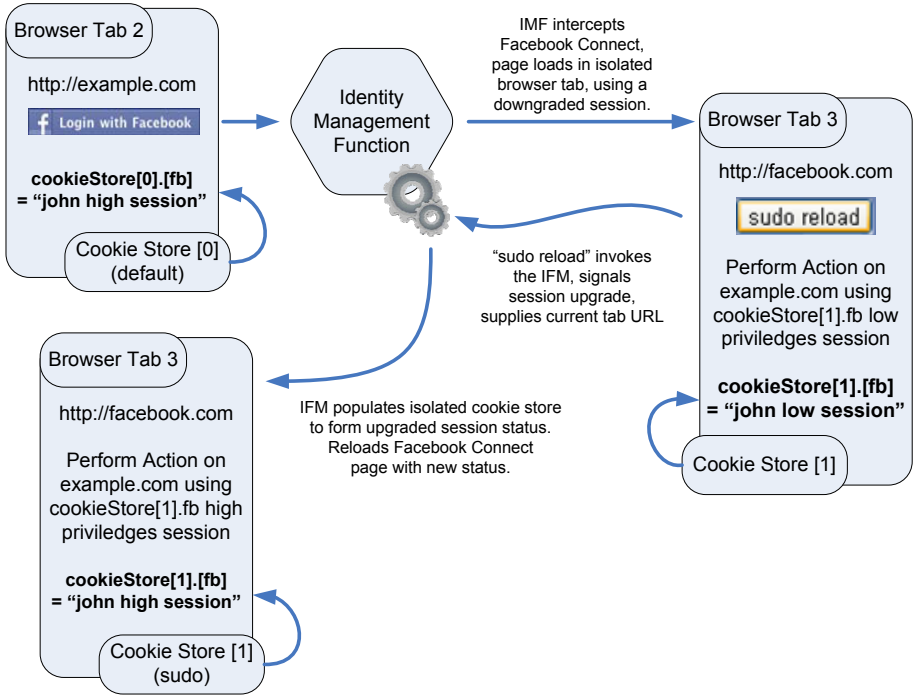 Browser Tab 2
http://example.com
f Login with Facebook
cookieStore[0].[fb]
= “john high session”
Cookie Store [0]
(default)
Identity
Management
Function
IMF intercepts
Facebook Connect,
page loads in isolated
browser tab, using a
downgraded session.
Browser Tab 3
http://facebook.com
sudo reload
Perform Action on
example.com using
cookieStore[1].fb low
priviledges session
cookieStore[1].[fb]
= “john low session”
Cookie Store [1]
“sudo reload” invokes
the IFM, signals
session upgrade,
supplies current tab URL
IFM populates isolated cookie store
to form upgraded session status.
Reloads Facebook Connect
page with new status.
Browser Tab 3
http://facebook.com
Perform Action on
example.com using
cookieStore[1].fb high
priviledges session
cookieStore[1].[fb]
= “john high session”
Cookie Store [1]
(sudo)